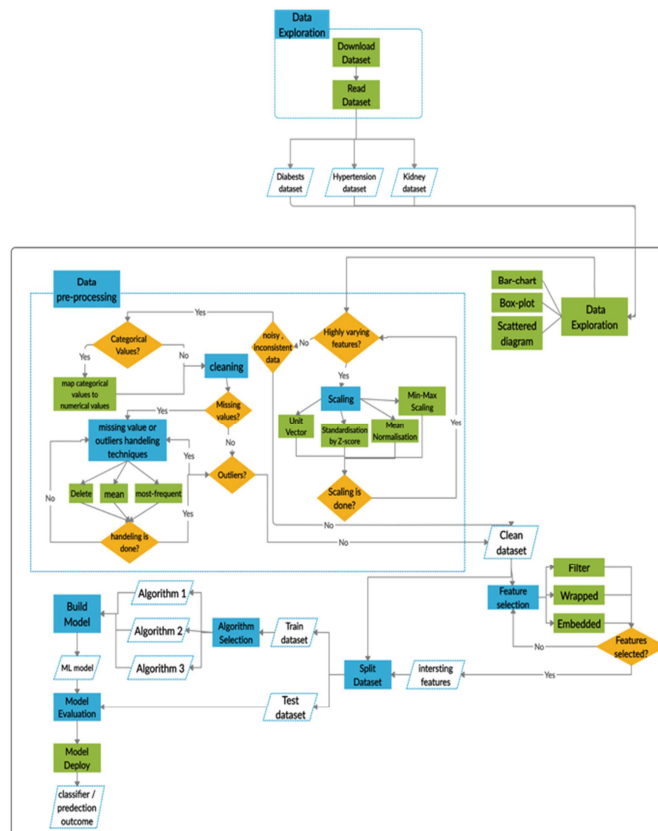 Data
Exploration
Download
Dataset
Read
Dataset
Diabests
dataset
Hypertension
dataset
Kidney
dataset
Data
pre-processing
Bar-chart
Box-plot
Scattered
diagram
Data
Exploration
Yes
Categorical
Values?
Yes
No
map categorical
values to
numerical values
cleaning
noisy ,
inconsistent
data
No
Highly varying
features?
Yes
Scaling
Min-Max
Scaling
Unit
Vector
Standardisation
by Z-score
Mean
Normalisation
Yes
Scaling is
done?
Missing
values?
Yes
No
missing value or
outliers handeling
techniques
Yes
Outliers?
No
Delete
mean
most-frequent
Yes
handeling is
done?
No
No
Clean
dataset
Feature
selection
Filter
Wrapped
Embedded
No
Features
selected?
Yes
intersting
features
Split
Dataset
Train
dataset
Test
dataset
Algorithm
Selection
Algorithm 1
Algorithm 2
Algorithm 3
Build
Model
ML model
Model
Evaluation
Model
Deploy
classifier /
predection
outcome